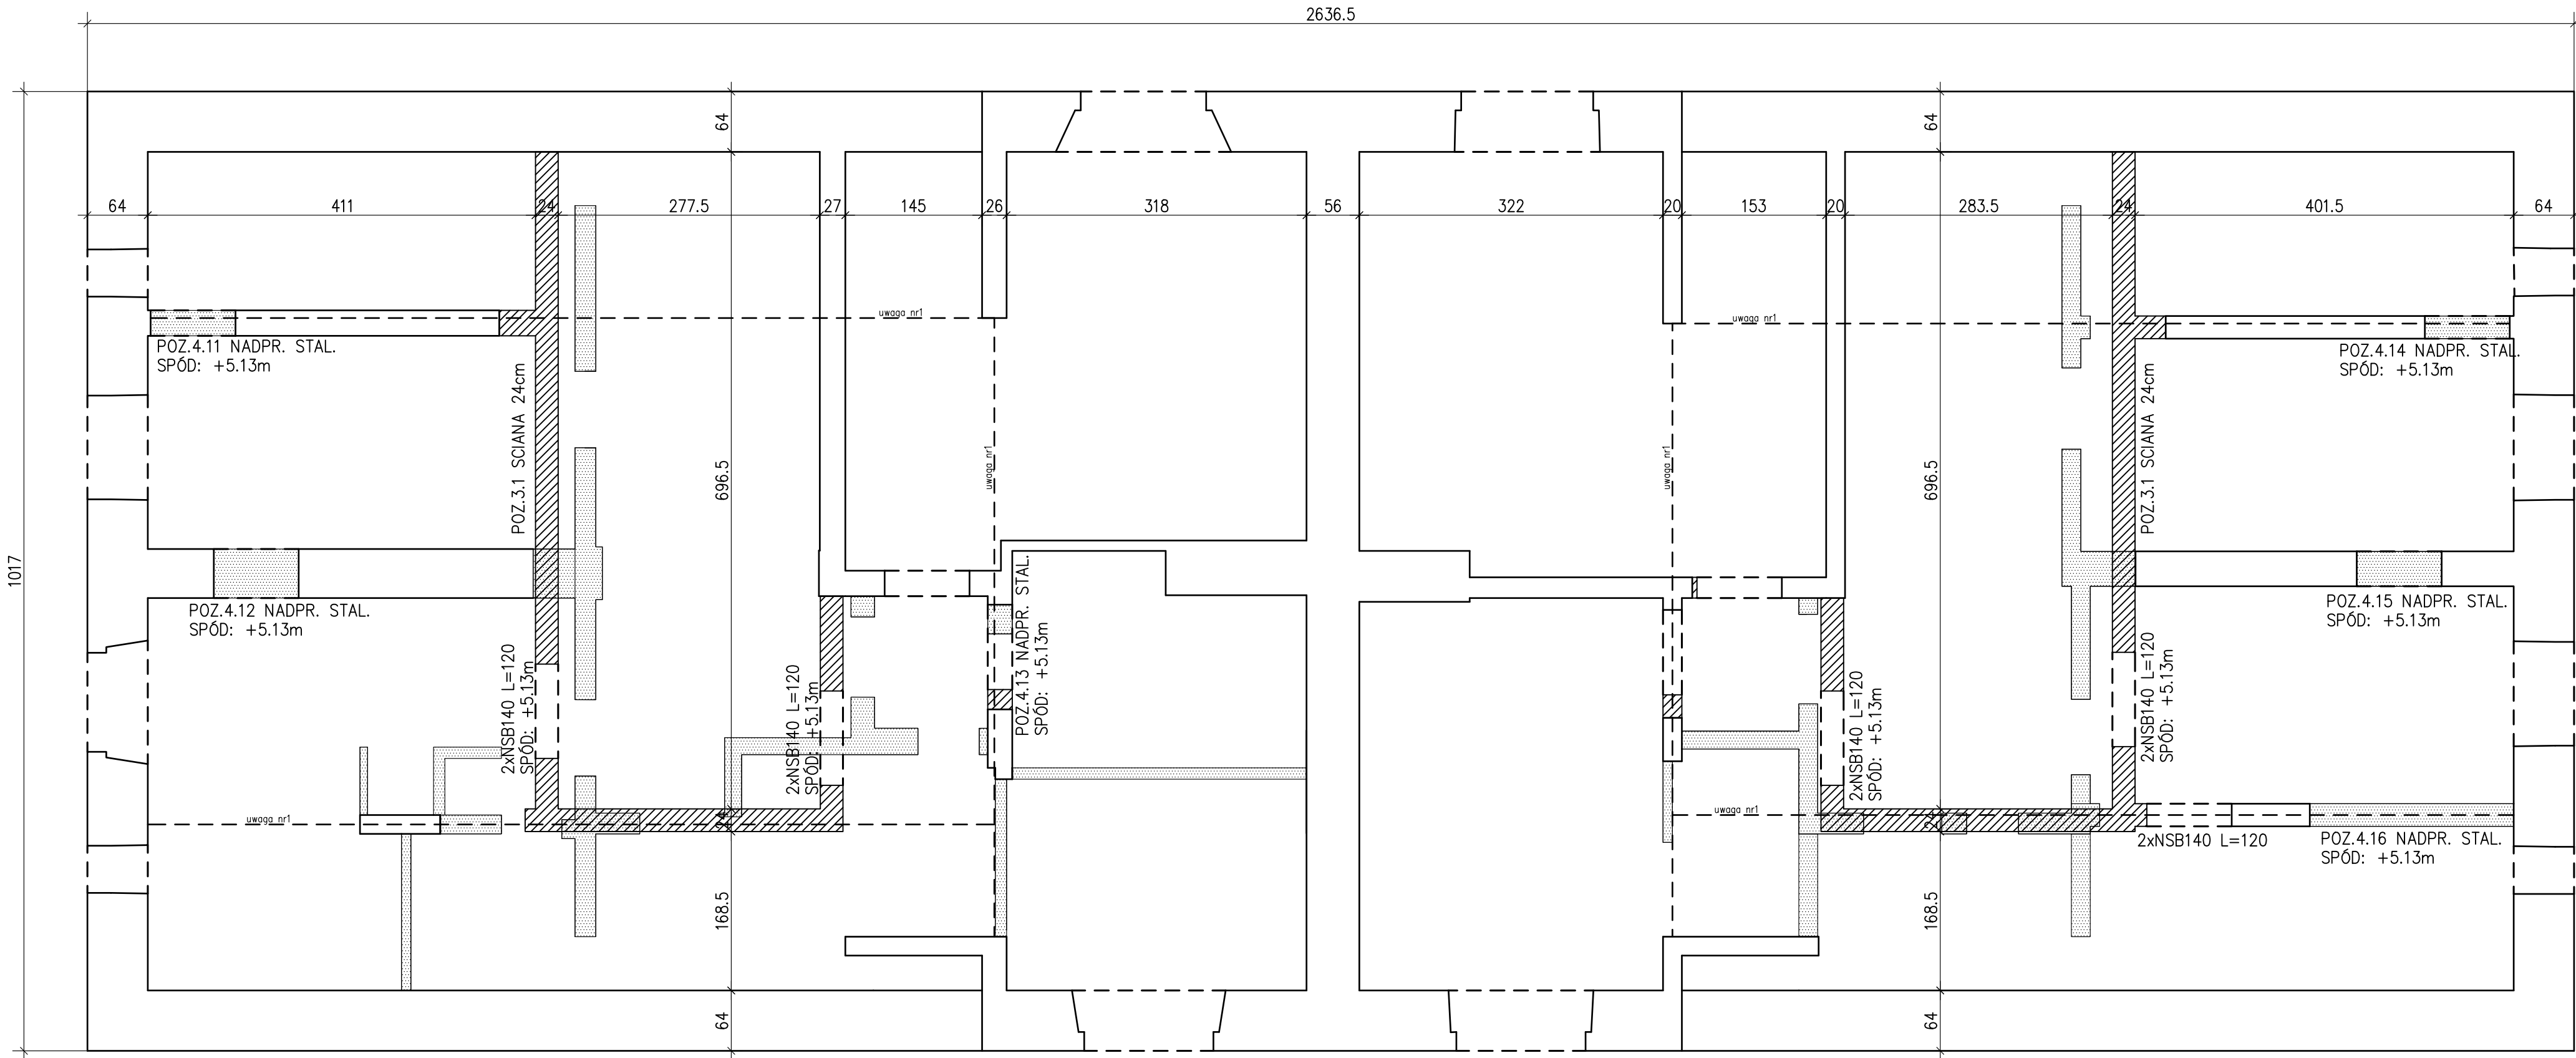 2636.5
64
64
64
411
24
277.5
27
145
26
318
56
322
20
153
20
283.5
24
401.5
64
uwaga nr1
uwaga nr1
POZ.4.11 NADPR. STAL.
SPÓD: +5.13m
POZ.4.14 NADPR. STAL.
SPÓD: +5.13m
POZ.3.1 SCIANA 24cm
696.5
uwaga nr1
uwaga nr1
696.5
POZ.3.1 SCIANA 24cm
1017
POZ.4.12 NADPR. STAL.
SPÓD: +5.13m
POZ.4.13 NADPR. STAL.
SPÓD: +5.13m
POZ.4.15 NADPR. STAL.
SPÓD: +5.13m
2xNSB140 L=120
SPÓD: +5.13m
2xNSB140 L=120
SPÓD: +5.13m
2xNSB140 L=120
SPÓD: +5.13m
2xNSB140 L=120
SPÓD: +5.13m
uwaga nr1
24
uwaga nr1
24
2xNSB140 L=120
POZ.4.16 NADPR. STAL.
SPÓD: +5.13m
168.5
168.5
64
64